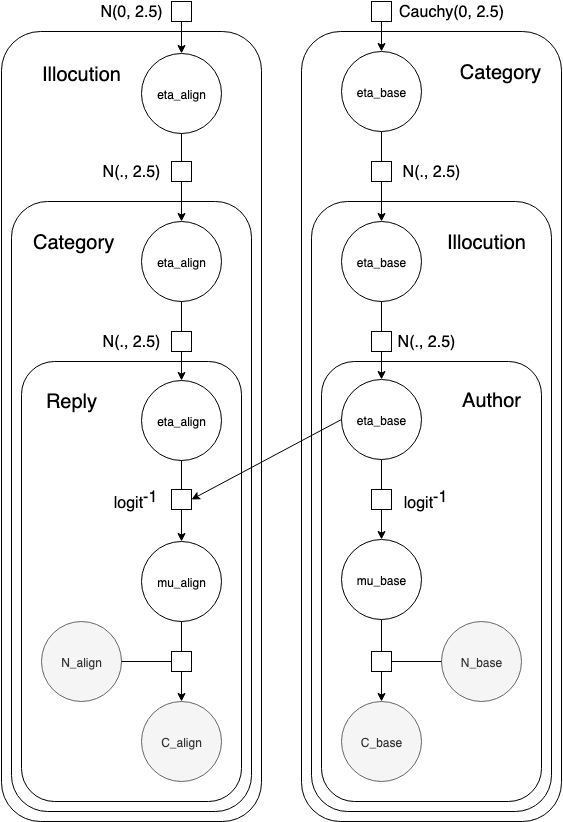 N(0, 2.5)
Cauchy(0, 2.5)
Illocution
Category
eta_align
eta_base
N(., 2.5)
N(., 2.5)
Category
Illocution
eta_align
eta_base
N(., 2.5)
N(., 2.5)
Reply
Author
eta_align
eta_base
logit-1
logit-1
mu_align
mu_base
N_align
N_base
C_align
C_base